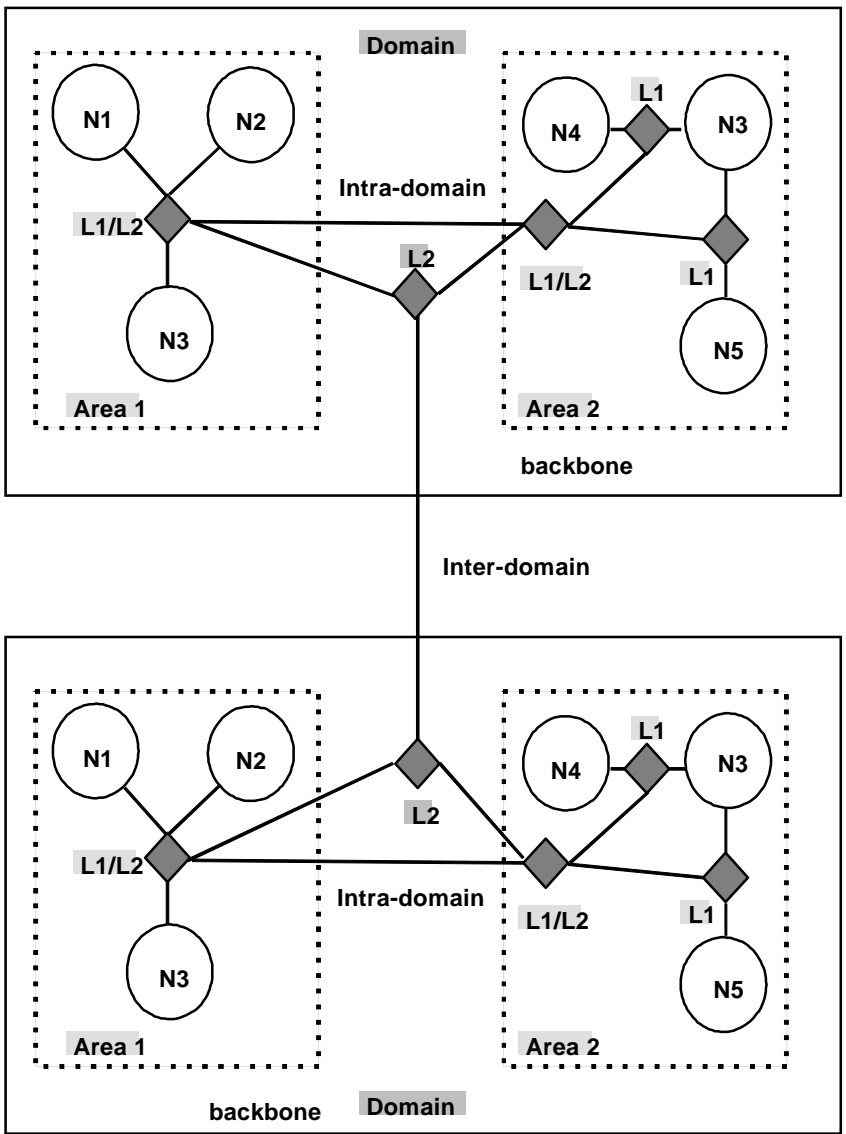 Domain
L1
N1
N2
N4
N3
Intra-domain
L1/L2
L2
L1/L2
L1
N3
N5
Area 1
Area 2
backbone
Inter-domain
L1
N1
N2
N4
N3
L2
L1/L2
Intra-domain
L1/L2
L1
N3
N5
Area 1
Area 2
backbone
Domain